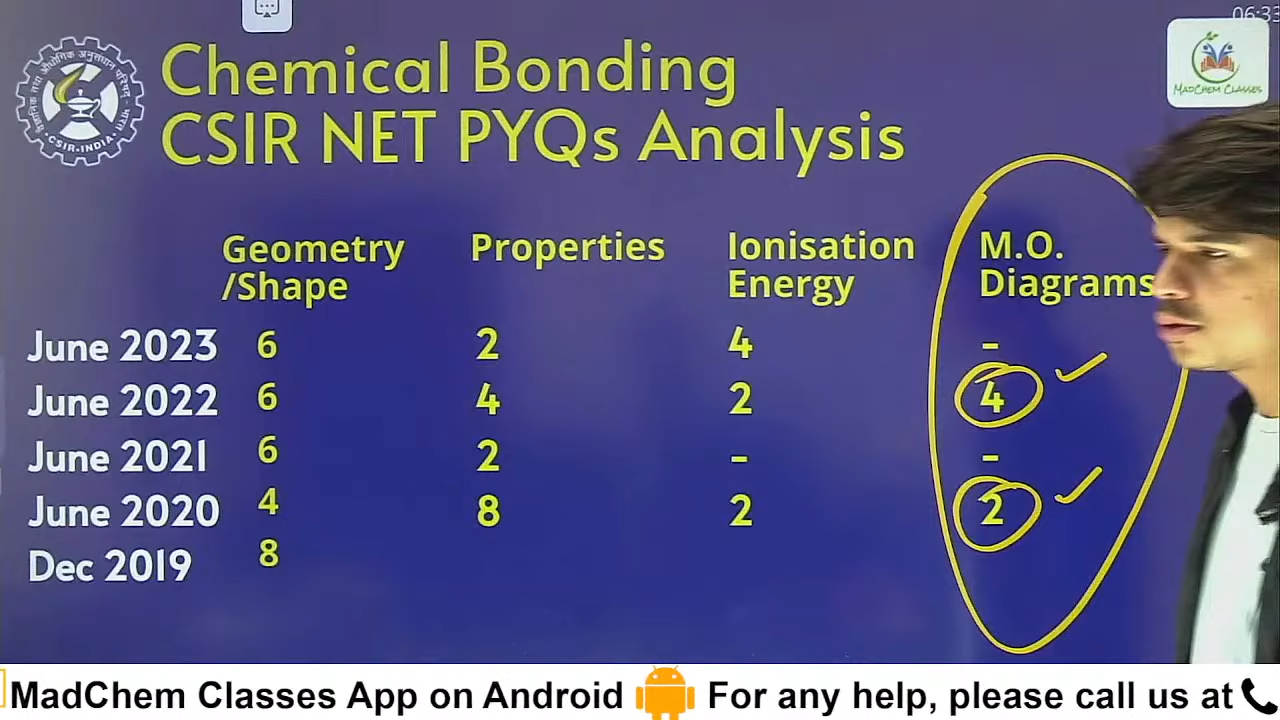 06:33
MADCHEM CLASSES
CSIR-INDIA
Chemical Bonding
CSIR NET PYQs Analysis
Geometry /Shape Properties Ionisation Energy M.O. Diagrams
June 2023 6 2 4 -
June 2022 6 4 2 4
June 2021 6 2 - -
June 2020 4 8 2 2
Dec 2019 8
MadChem Classes App on Android For any help, please call us at